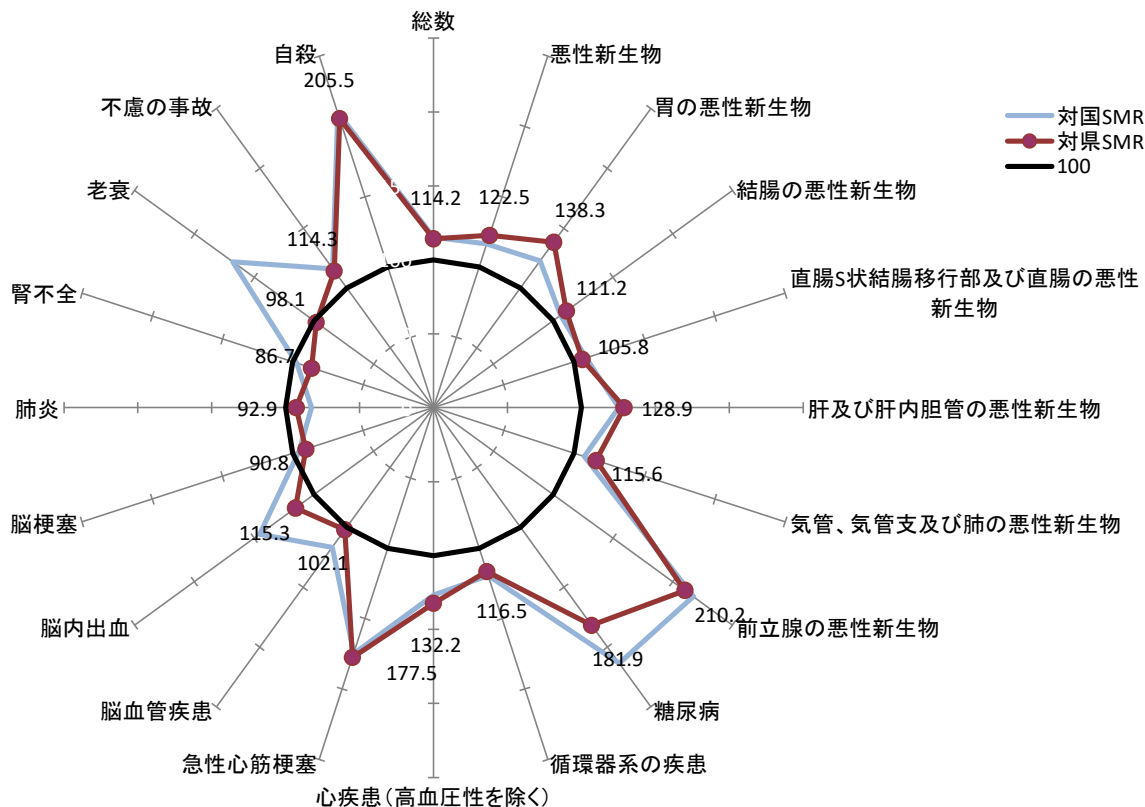 総数
自殺
205.5
悪性新生物
不慮の事故
胃の悪性新生物
対国SMR
対県SMR
100
老衰
114.2
122.5
138.3
結腸の悪性新生物
114.3
100
111.2
腎不全
98.1
直腸S状結腸移行部及び直腸の悪性
新生物
86.7
105.8
肺炎
92.9
128.9
肝及び肝内胆管の悪性新生物
90.8
115.6
脳梗塞
気管、気管支及び肺の悪性新生物
115.3
102.1
210.2
脳内出血
116.5
前立腺の悪性新生物
132.2
181.9
177.5
脳血管疾患
糖尿病
急性心筋梗塞
循環器系の疾患
心疾患(高血圧性を除く)